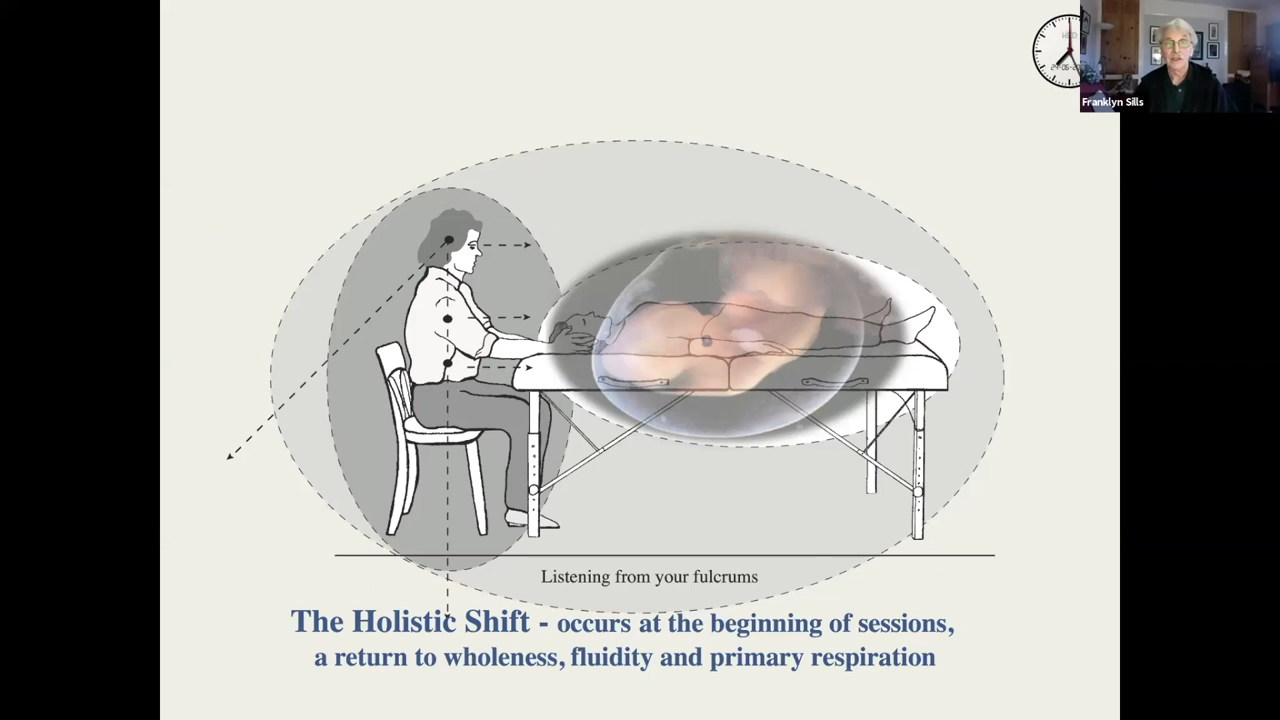 WED
Franklyn Sills
Listening from your fulcrums
The Holistic Shift - occurs at the beginning of sessions,
a return to wholeness, fluidity and primary respiration